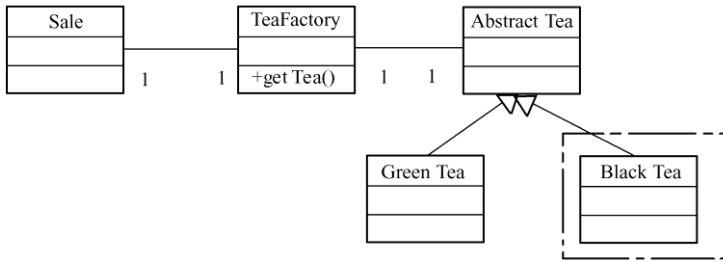 Sale
TeaFactory
Abstract Tea
+get Tea()
1
1
1
1
Green Tea
Black Tea